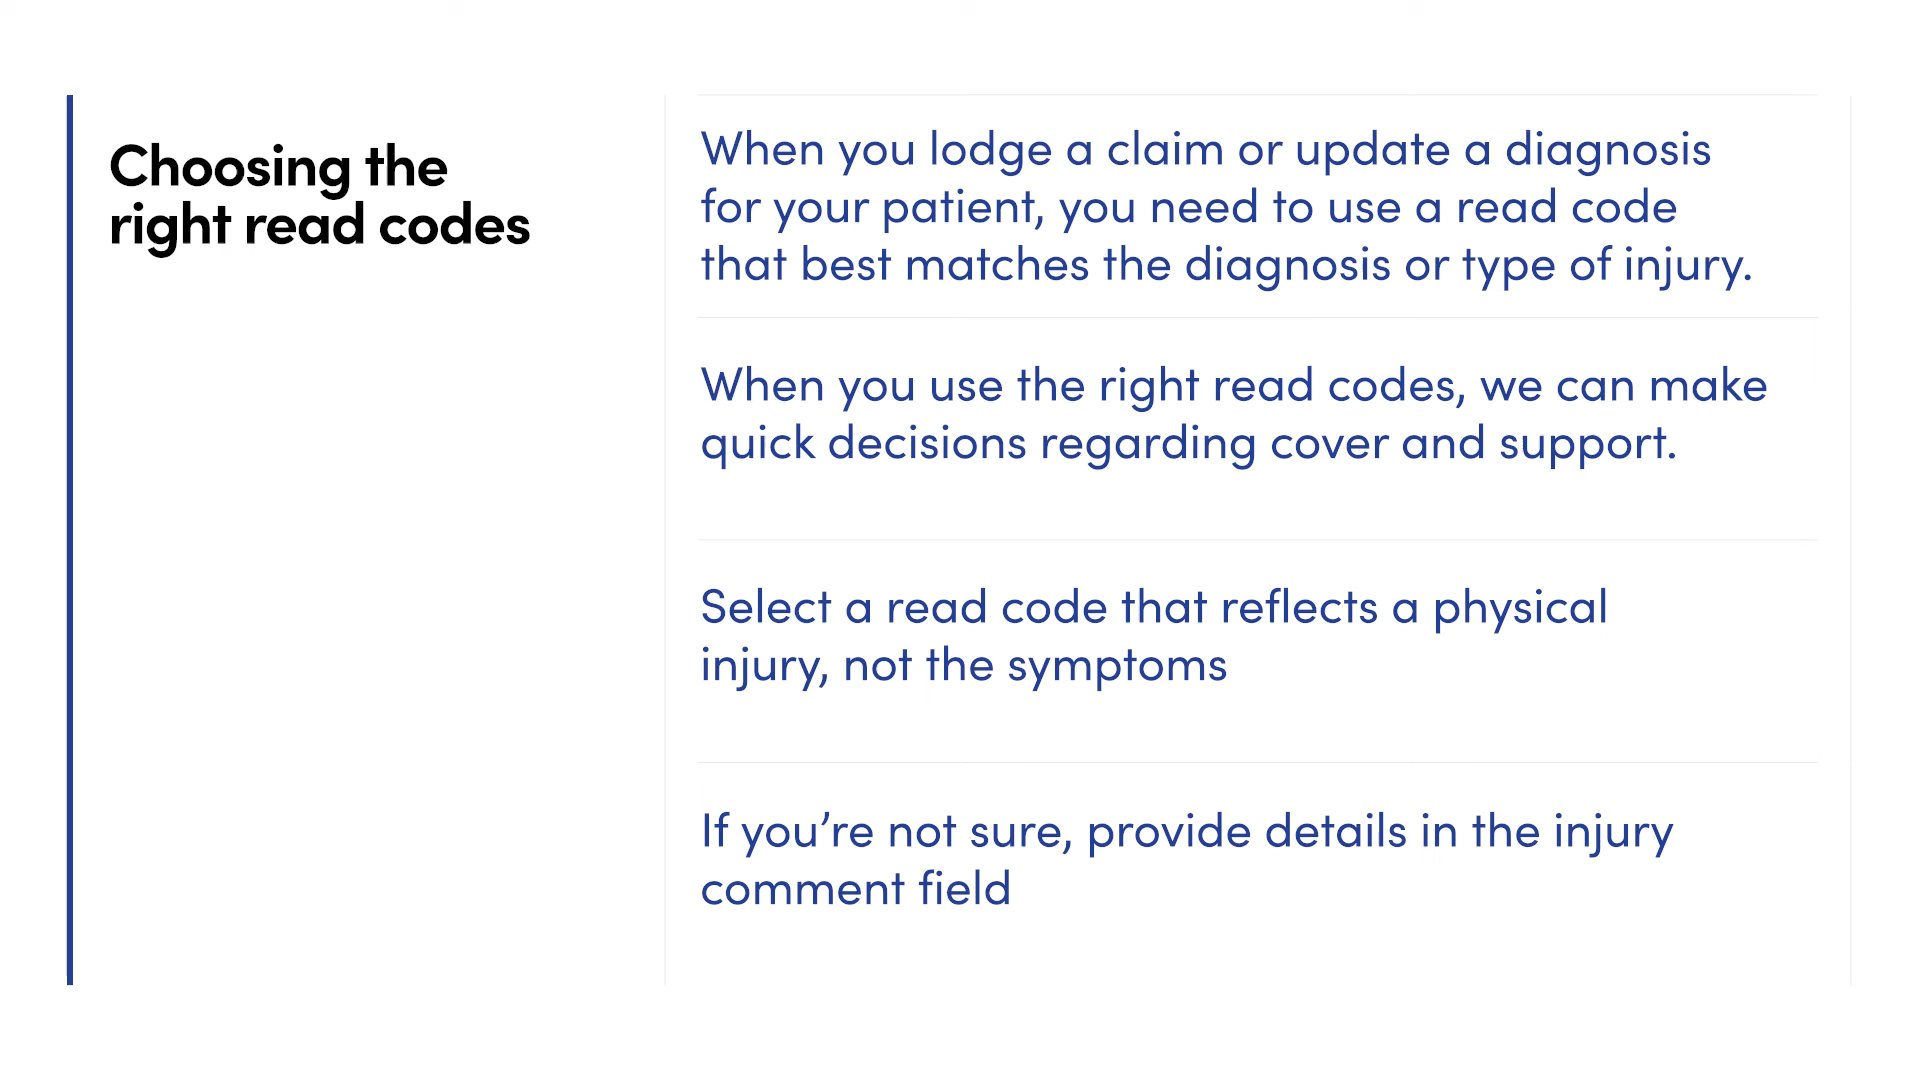 Choosing the
right read codes
When you lodge a claim or update a diagnosis
for your patient, you need to use a read code
that best matches the diagnosis or type of injury.
When you use the right read codes, we can make
quick decisions regarding cover and support.
Select a read code that reflects a physical
injury, not the symptoms
If you’re not sure, provide details in the injury
comment field